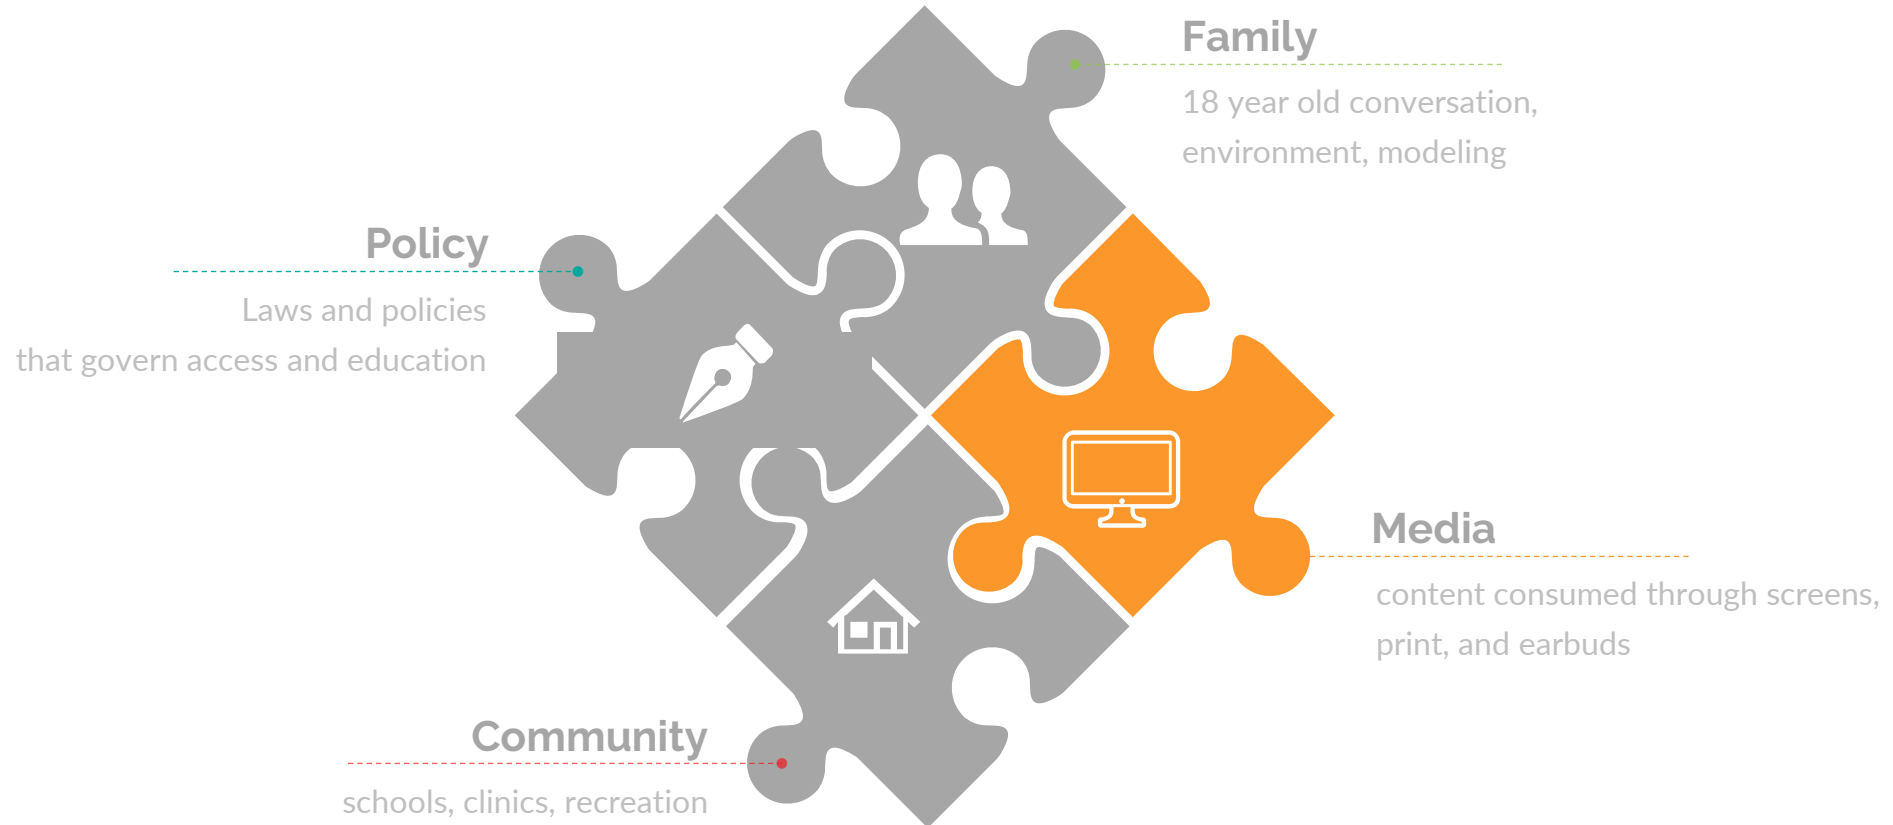 Family
18 year old conversation,
environment, modeling
Policy
Laws and policies
that govern access and education
Media
content consumed through screens,
print, and earbuds
Community
schools, clinics, recreation